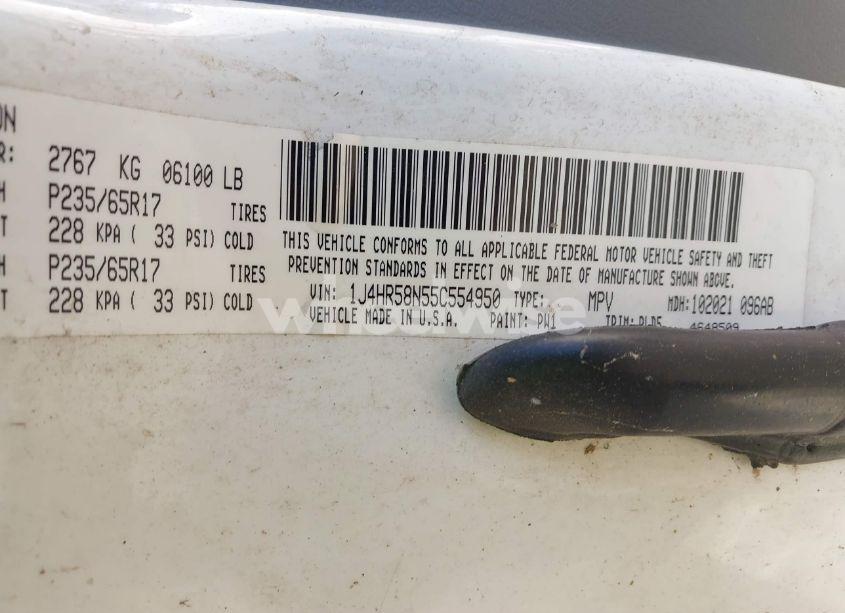 ON
R: 2767 KG 06100 LB
H P235/65R17 TIRES
T 228 KPA ( 33 PSI) COLD
H P235/65R17 TIRES
T 228 KPA ( 33 PSI) COLD
THIS VEHICLE CONFORMS TO ALL APPLICABLE FEDERAL MOTOR VEHICLE SAFETY AND THEFT
PREVENTION STANDARDS IN EFFECT ON THE DATE OF MANUFACTURE SHOWN ABOVE.
VIN: 1J4HR58N55C554950 TYPE: MPV MDH:102021 096AB
VEHICLE MADE IN U.S.A. PAINT: PW1 TRIM: 4648509